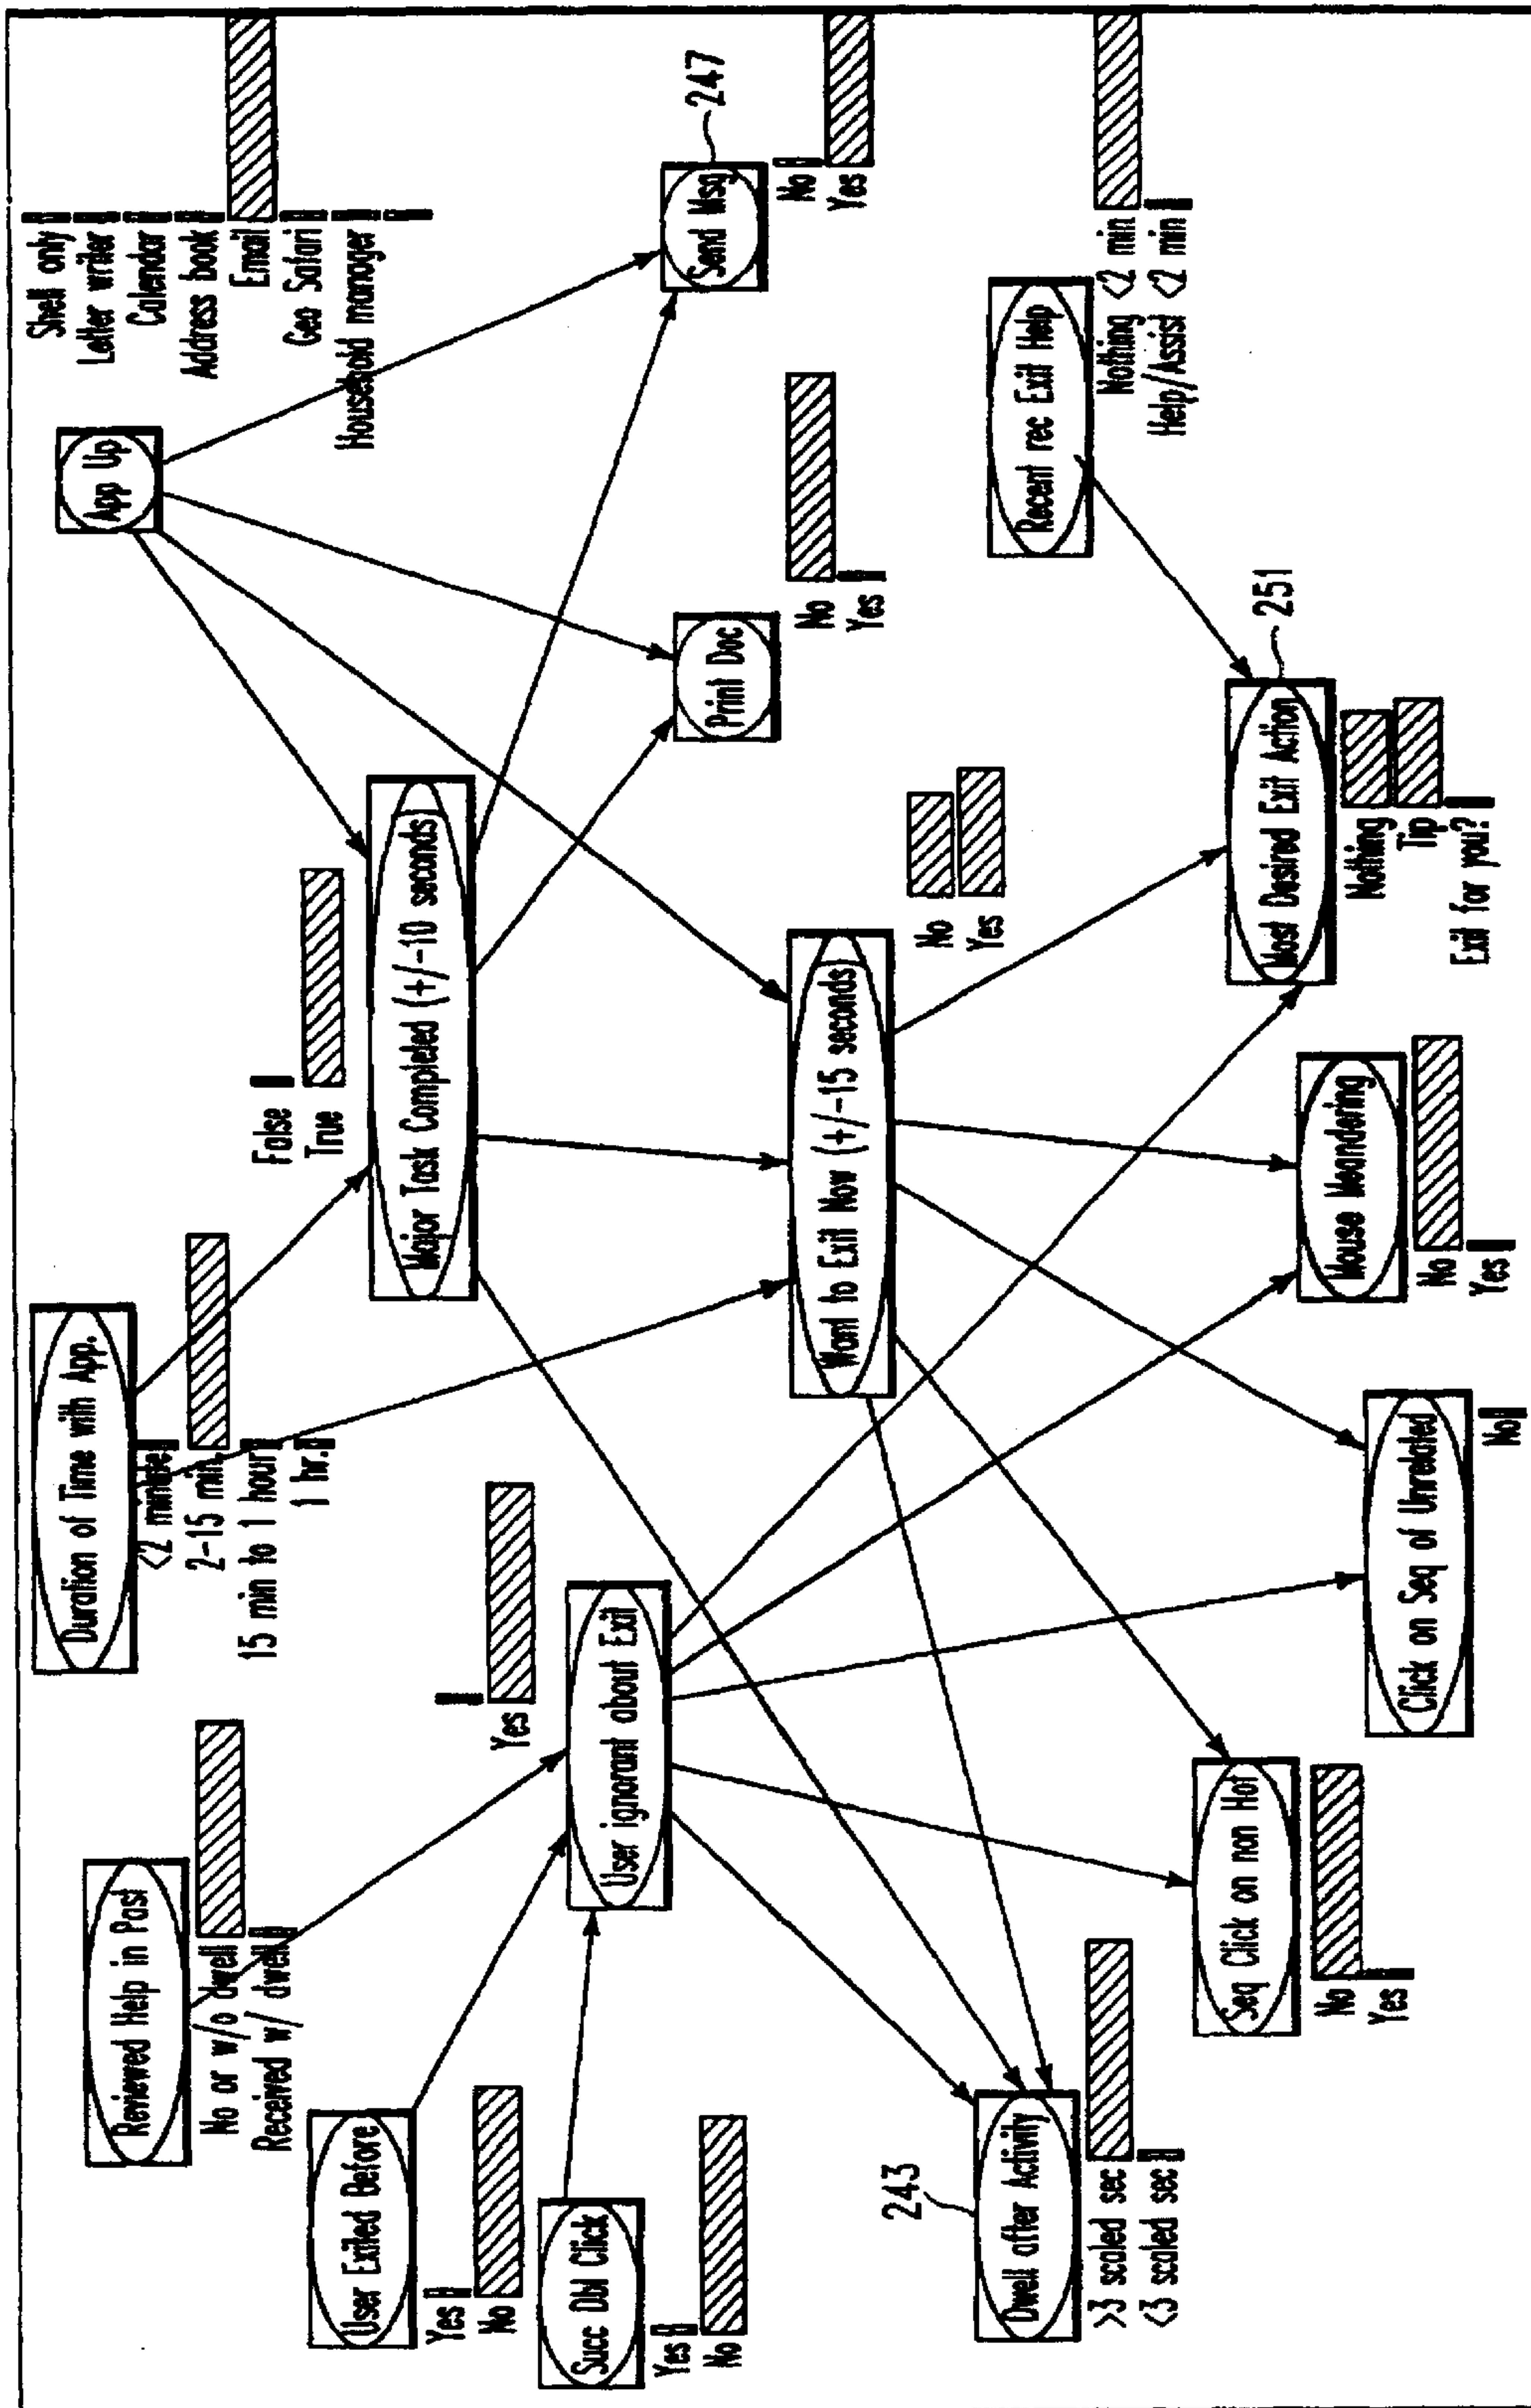 Reviewed Help in Past
No or w/o dwell
Received w/ dwell
Duration of Time with App.
<2 minute
2-15 min.
15 min to 1 hour
1 hr.
App Up
Shell only
Letter writer
Calendar
Address book
Email
Geo Safari
Household manager
User Exited Before
Yes
No
False
True
Major Task Completed (+/-10 seconds)
Succ Dbl Click
Yes
No
Yes
User ignorant about Exit
Print Doc
No
Yes
Send Msg
247
No
Yes
Want to Exit Now (+/-15 seconds)
No
Yes
243
Dwell after Activity
>3 scaled sec
<3 scaled sec
Recent rec Exit Help
Nothing <2 min
Help/Assist <2 min
Seq Click on non Hot
No
Yes
Click on Seq of Unrelated
No
Mouse Meandering
No
Yes
251
Most Desired Exit Action
Nothing
Tip
Exit for you?